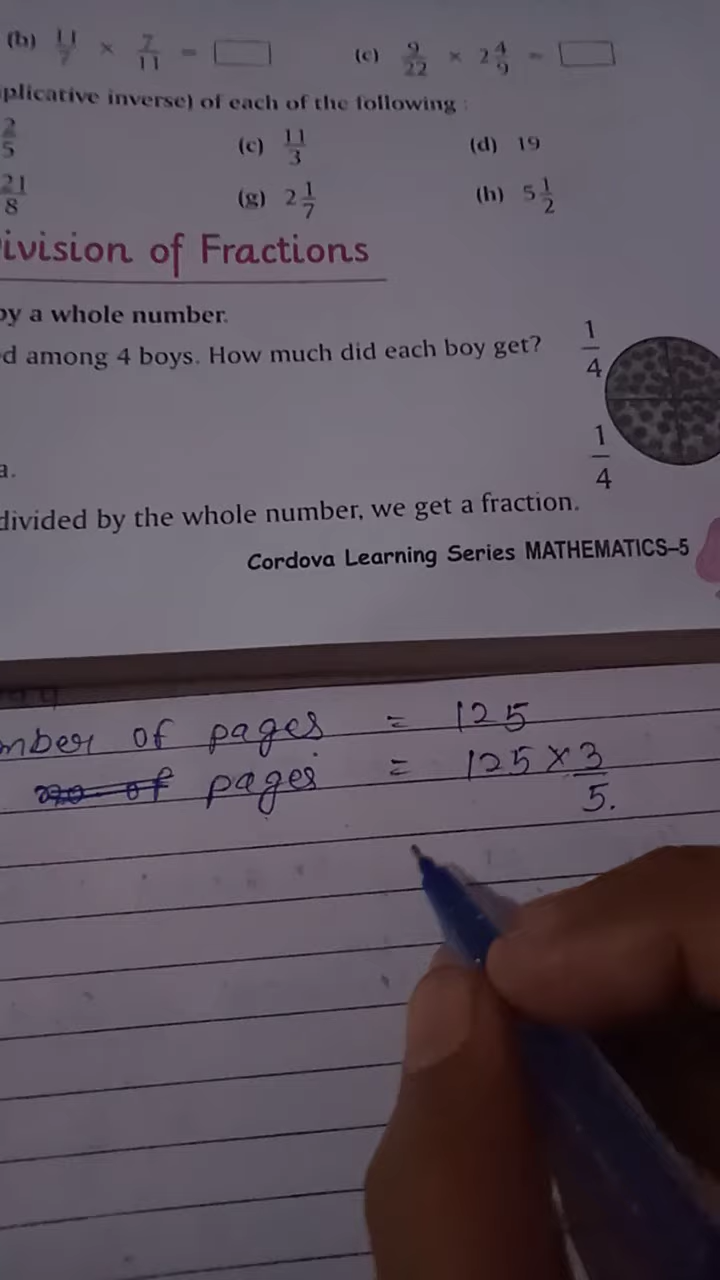 (b) 11/7 × 7/11 = (c) 9/22 × 2 4/9 =
plicative inverse) of each of the following :
2/5 (c) 11/3 (d) 19
21/8 (g) 2 1/7 (h) 5 1/2
ivision of Fractions
by a whole number.
d among 4 boys. How much did each boy get? 1/4
1/4
a.
divided by the whole number, we get a fraction.
Cordova Learning Series MATHEMATICS–5
mber of pages = 125
pages = 125 × 3/5.